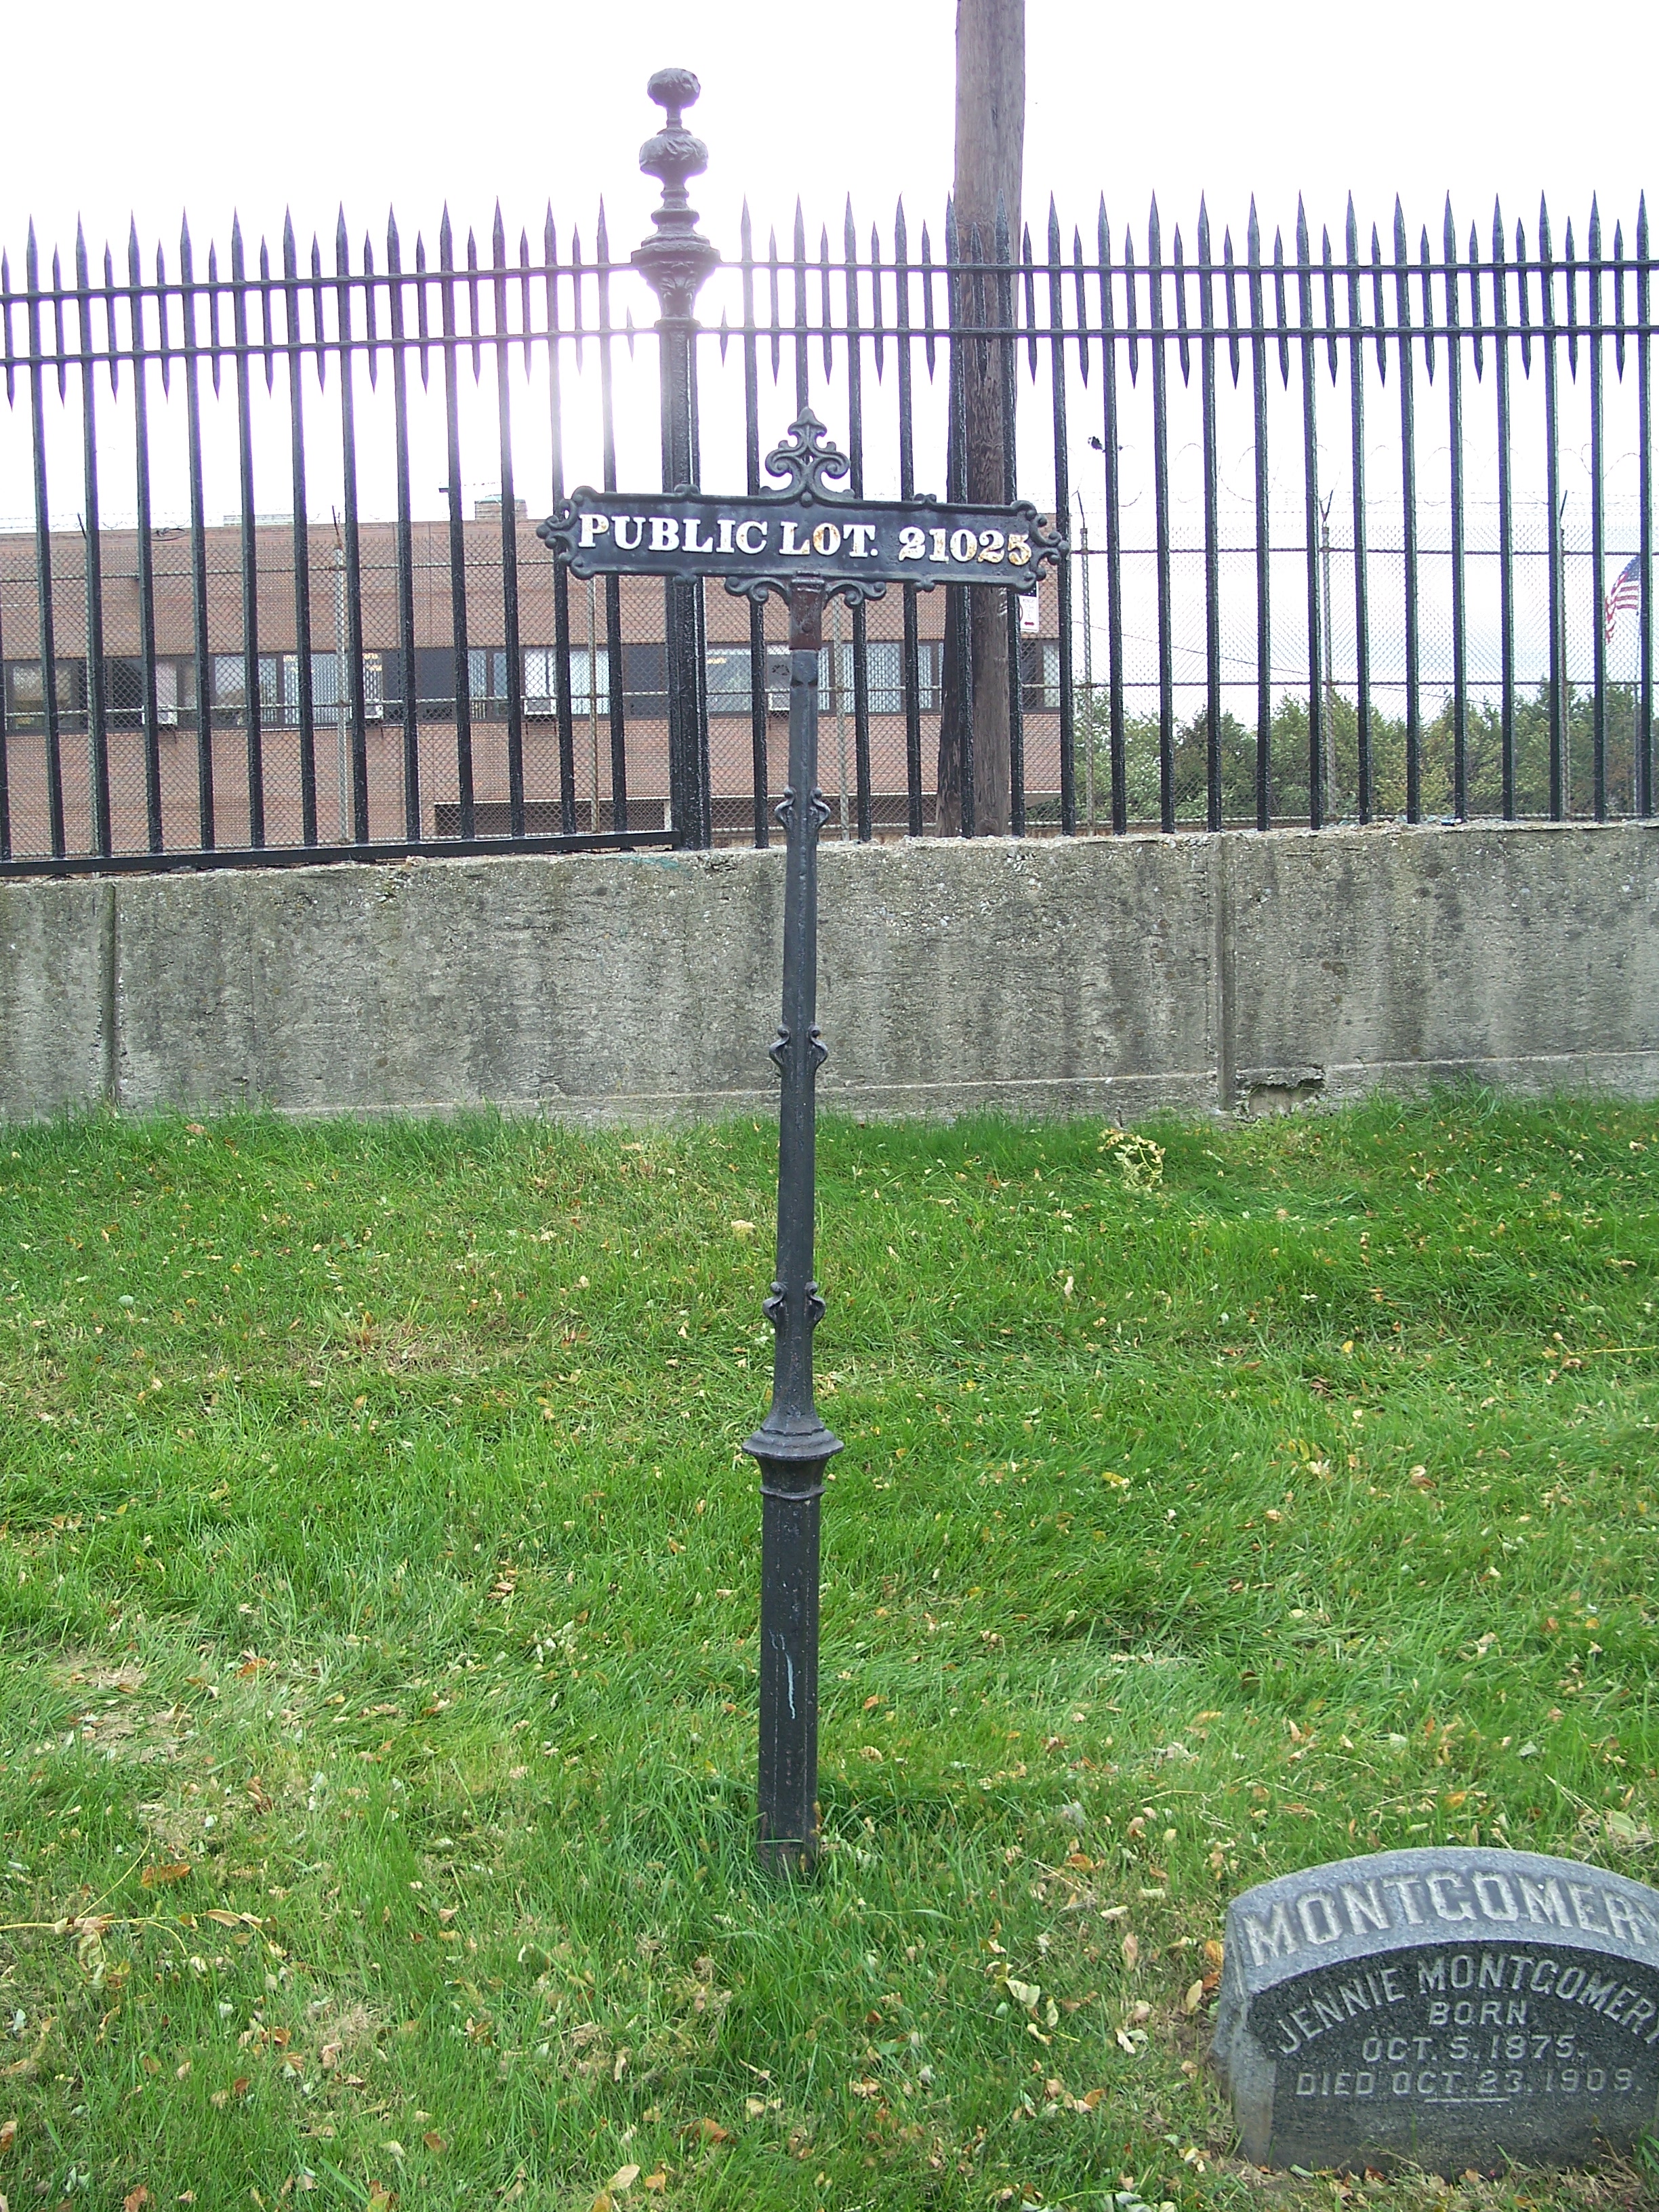 PUBLIC LOT. 21025
MONTGOMERY
JENNIE MONTGOMERY
BORN
OCT. 5. 1875.
DIED OCT. 23. 1909.